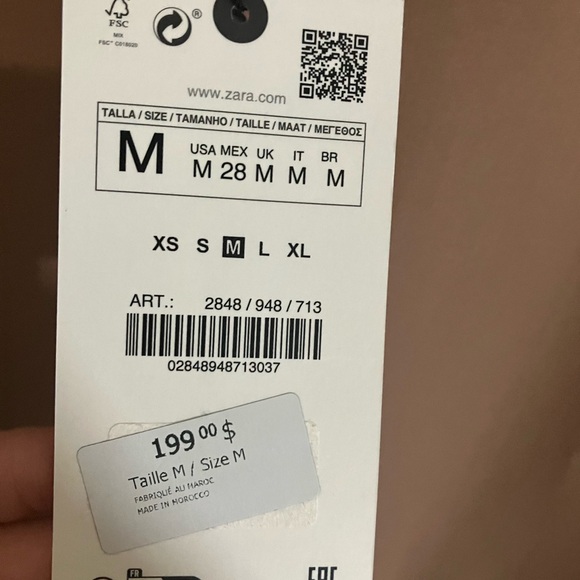 FSC
MIX
FSC® C018020
®
www.zara.com
TALLA / SIZE / TAMANHO / TAILLE / MAAT / ΜΕΓΕΘΟΣ
M
USA MEX UK IT BR
M 28 M M M
XS S M L XL
ART.: 2848 / 948 / 713
02848948713037
199 00 $
Taille M / Size M
FABRIQUÉ AU MAROC
MADE IN MOROCCO
FR